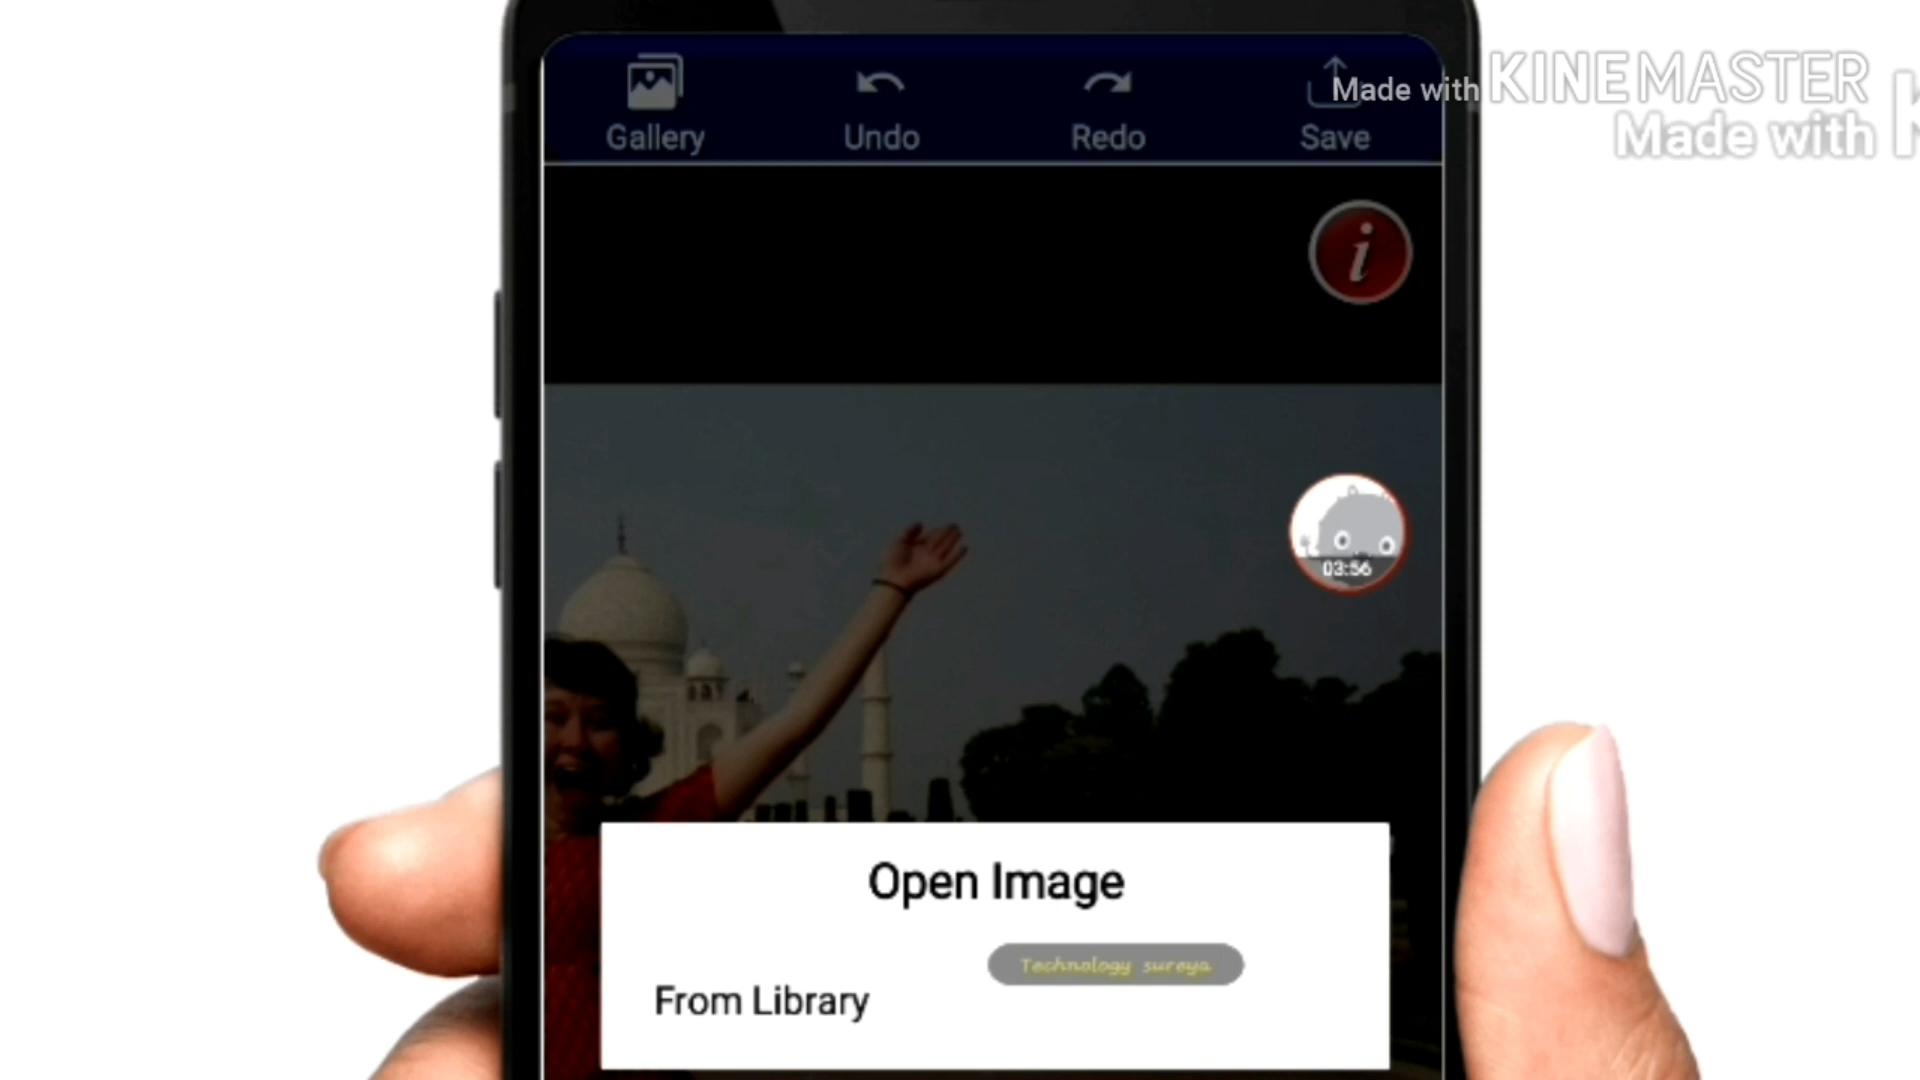 Made with KINEMASTER
Made with K
Gallery
Undo
Redo
Save
i
03:56
Open Image
Technology sureya
From Library